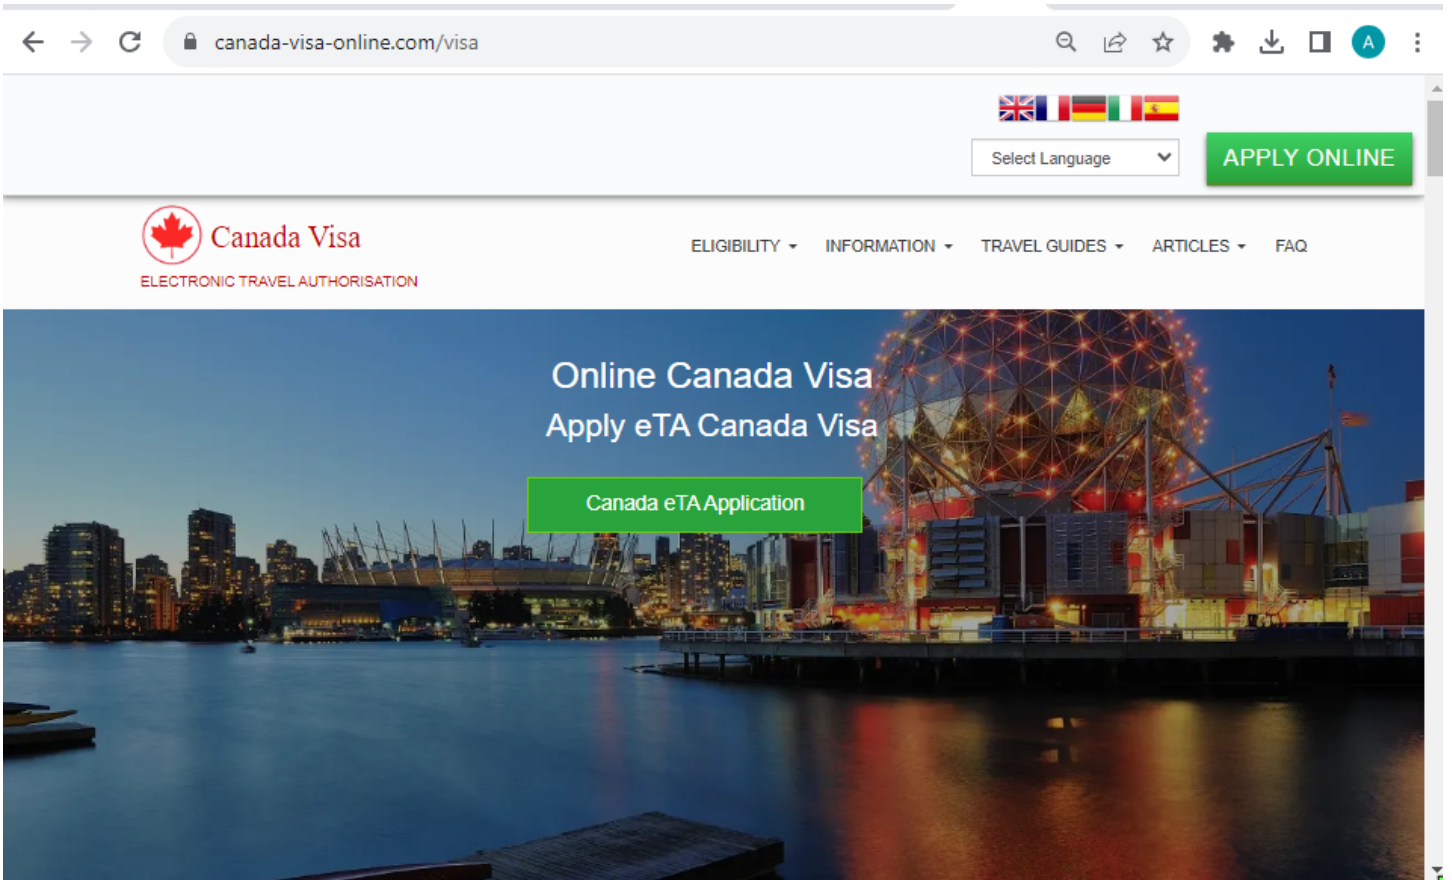 canada-visa-online.com/visa
A
Select Language
APPLY ONLINE
Canada Visa
ELECTRONIC TRAVEL AUTHORISATION
ELIGIBILITY
INFORMATION
TRAVEL GUIDES
ARTICLES
FAQ
Online Canada Visa
Apply eTA Canada Visa
Canada eTA Application